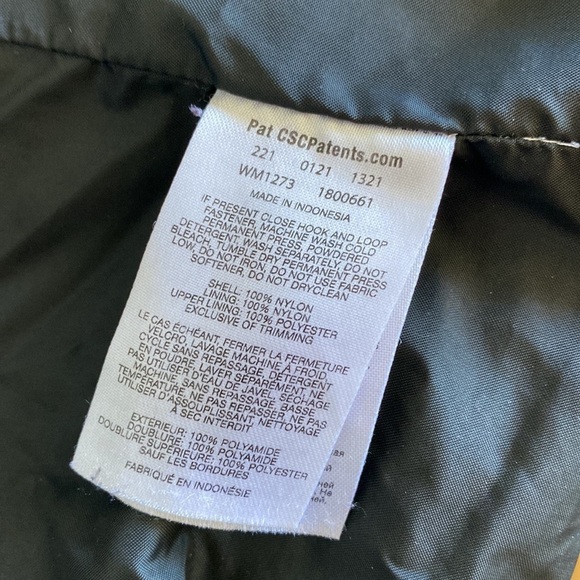 Pat CSCPatents.com
221 0121 1321
WM1273 1800661
MADE IN INDONESIA
IF PRESENT CLOSE HOOK AND LOOP
FASTENER, MACHINE WASH COLD
PERMANENT PRESS, POWDERED
DETERGENT, WASH SEPARATELY, DO NOT
BLEACH, TUMBLE DRY PERMANENT PRESS
LOW, DO NOT IRON, DO NOT USE FABRIC
SOFTENER, DO NOT DRYCLEAN
SHELL: 100% NYLON
LINING: 100% NYLON
UPPER LINING: 100% POLYESTER
EXCLUSIVE OF TRIMMING
LE CAS ÉCHÉANT, FERMER LA FERMETURE
VELCRO, LAVAGE MACHINE À FROID,
CYCLE SANS REPASSAGE, DÉTERGENT
EN POUDRE, LAVER SÉPARÉMENT, NE
PAS UTILISER D'EAU DE JAVEL, SÉCHAGE
MACHINE, SANS REPASSAGE, BASSE
TEMPÉRATURE, NE PAS REPASSER, NE PAS
UTILISER D'ASSOUPLISSANT, NETTOYAGE
A SEC INTERDIT
EXTERIEUR: 100% POLYAMIDE
DOUBLURE: 100% POLYAMIDE
DOUBLURE SUPÉRIEURE: 100% POLYESTER
SAUF LES BORDURES
FABRIQUÉ EN INDONÉSIE